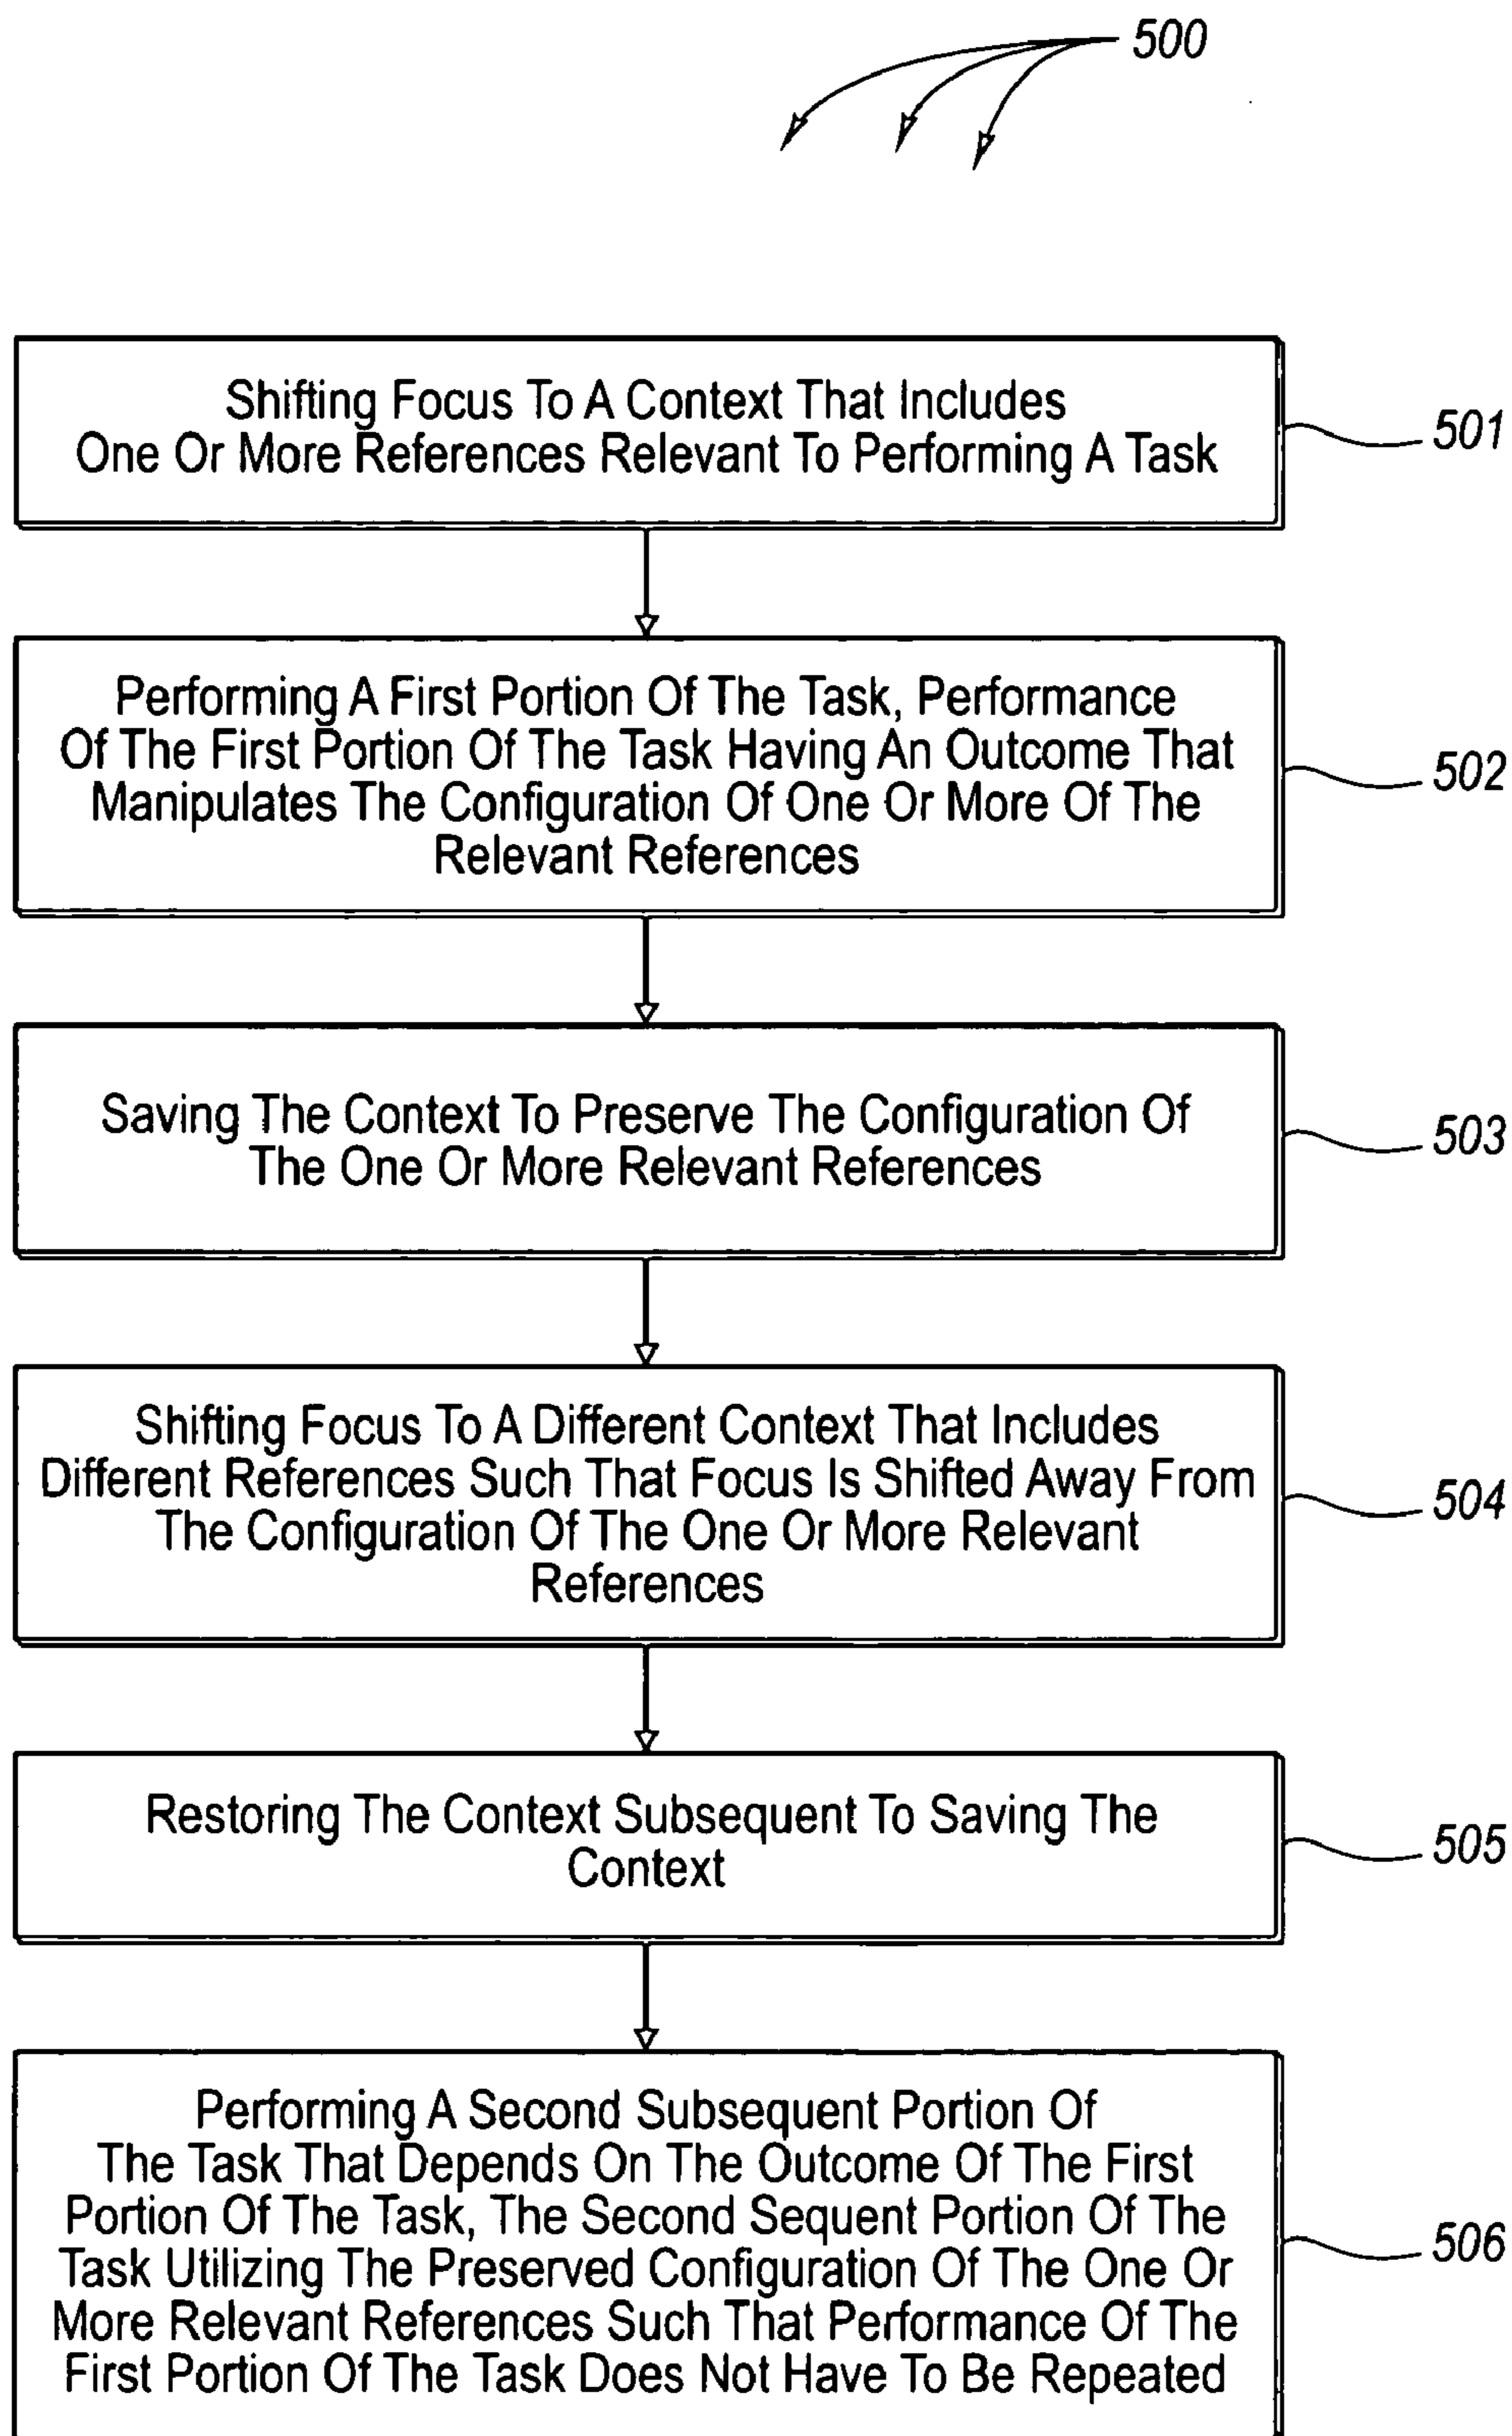 500
Shifting Focus To A Context That Includes
One Or More References Relevant To Performing A Task
501
Performing A First Portion Of The Task, Performance
Of The First Portion Of The Task Having An Outcome That
Manipulates The Configuration Of One Or More Of The
Relevant References
502
Saving The Context To Preserve The Configuration Of
The One Or More Relevant References
503
Shifting Focus To A Different Context That Includes
Different References Such That Focus Is Shifted Away From
The Configuration Of The One Or More Relevant
References
504
Restoring The Context Subsequent To Saving The
Context
505
Performing A Second Subsequent Portion Of
The Task That Depends On The Outcome Of The First
Portion Of The Task, The Second Sequent Portion Of The
Task Utilizing The Preserved Configuration Of The One Or
More Relevant References Such That Performance Of The
First Portion Of The Task Does Not Have To Be Repeated
506